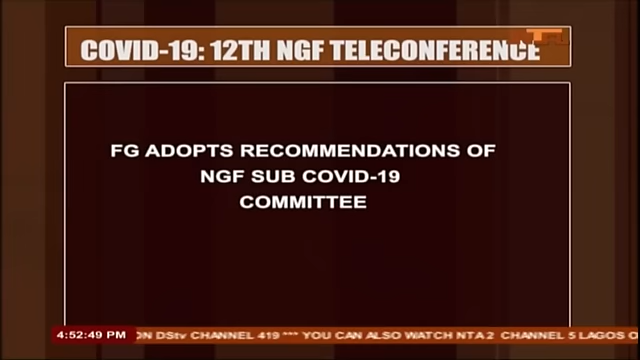 COVID-19: 12TH NGF TELECONFERENCE
FG ADOPTS RECOMMENDATIONS OF
NGF SUB COVID-19
COMMITTEE
4:52:49 PM ON DStv CHANNEL 419 *** YOU CAN ALSO WATCH NTA 2 CHANNEL 5 LAGOS O